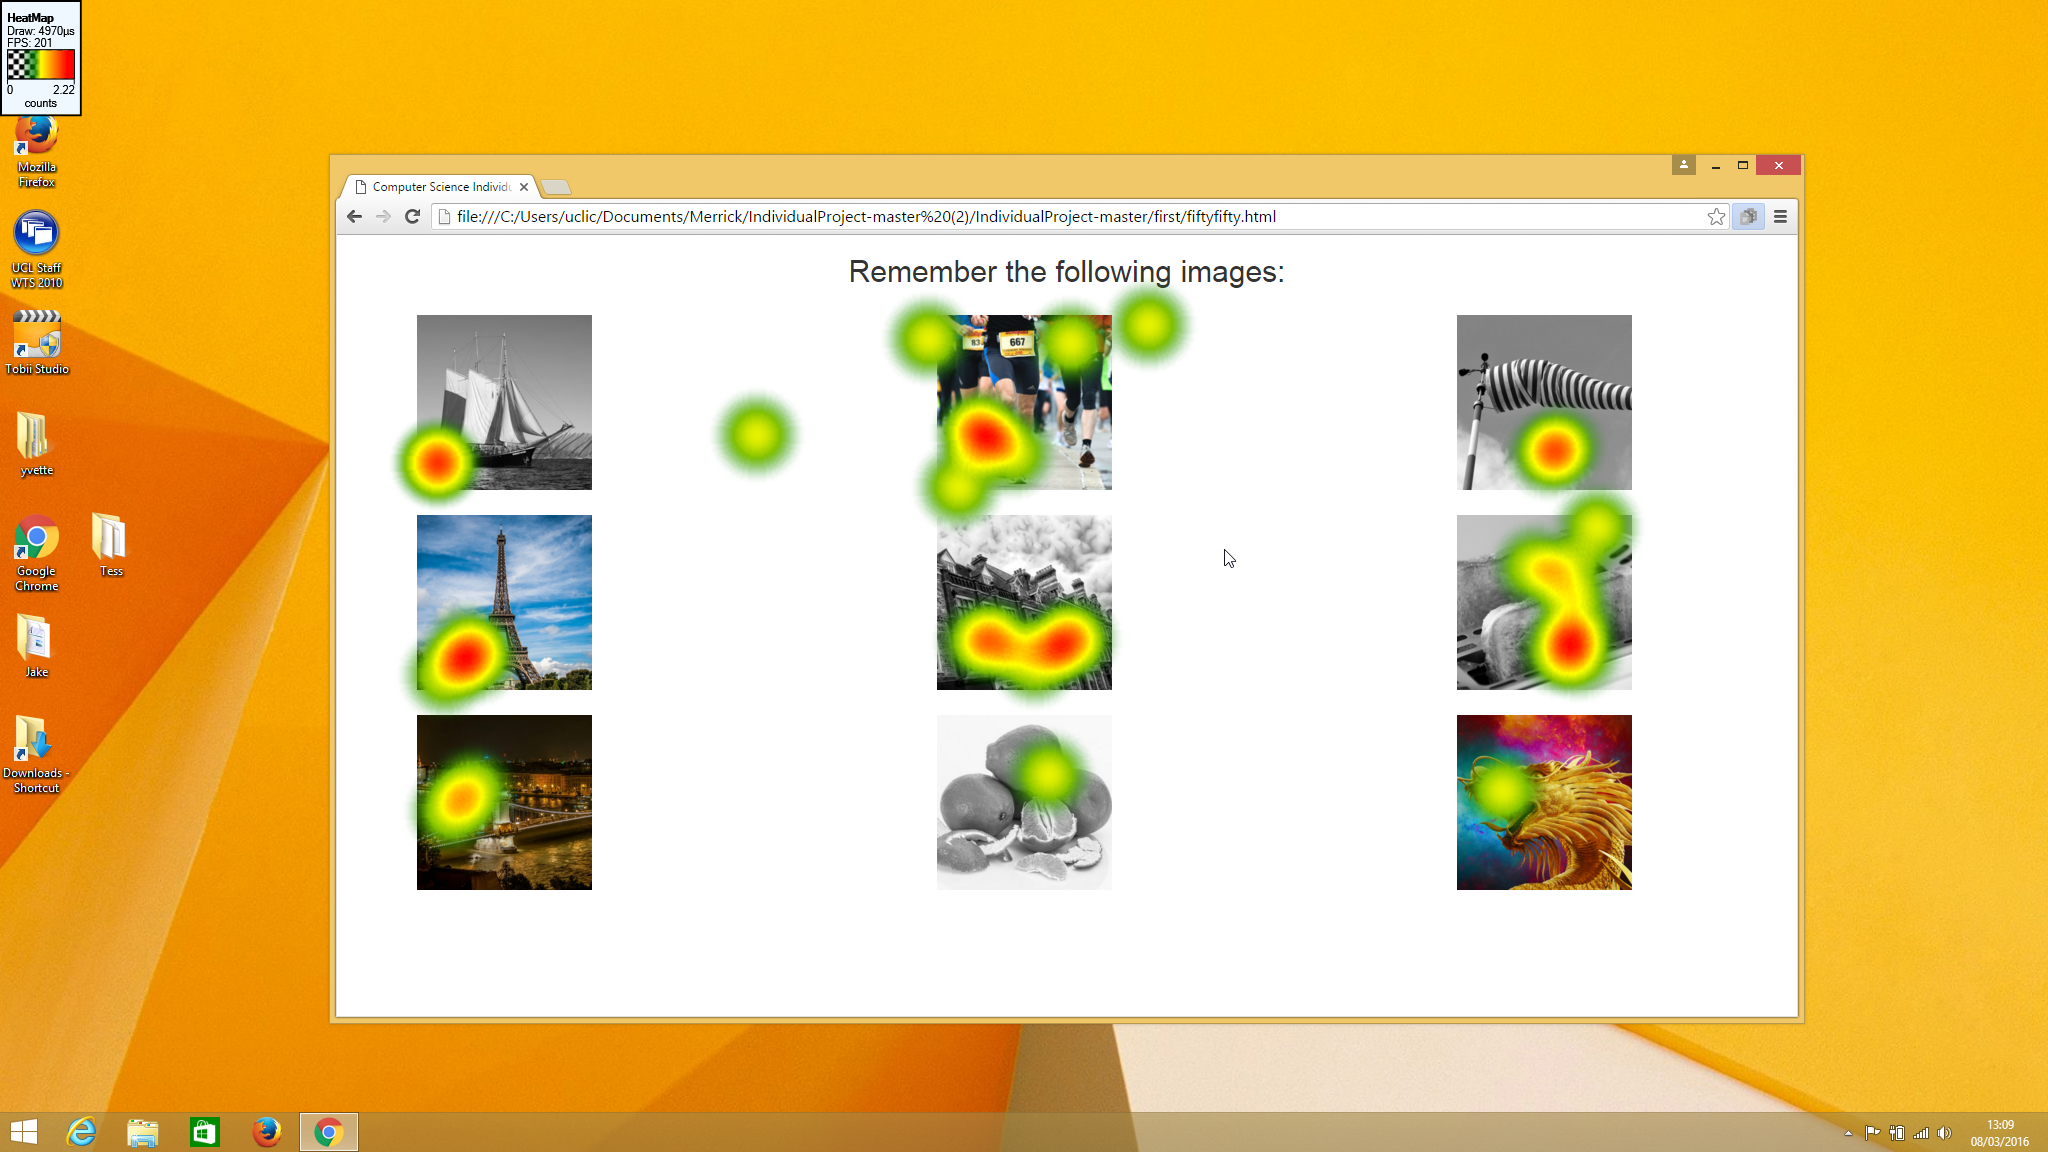 HeatMap
Draw: 4970µs
FPS: 201
0 2.22
counts
Mozilla
Firefox
UCL Staff
WTS 2010
Tobii Studio
yvette
Google
Chrome
Tess
Jake
Downloads -
Shortcut
Computer Science Individu
file:///C:/Users/uclic/Documents/Merrick/IndividualProject-master%20(2)/IndividualProject-master/first/fiftyfifty.html
Remember the following images:
83
667
13:09
08/03/2016